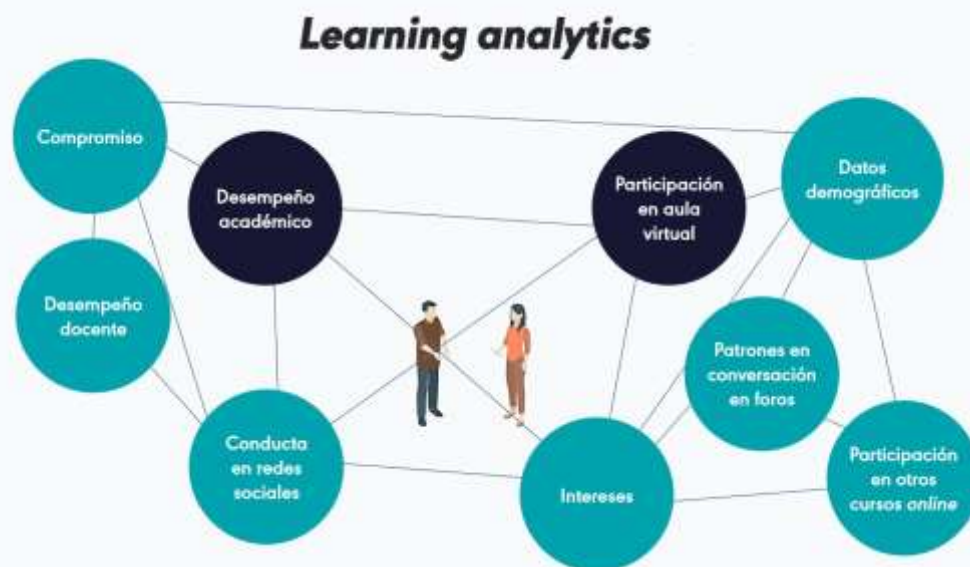 Learning analytics
Compromiso
Desempeño
académico
Participación
en aula
virtual
Datos
demográficos
Desempeño
docente
Patrones en
conversación
en foros
Conducta
en redes
sociales
Intereses
Participación
en otros
cursos online